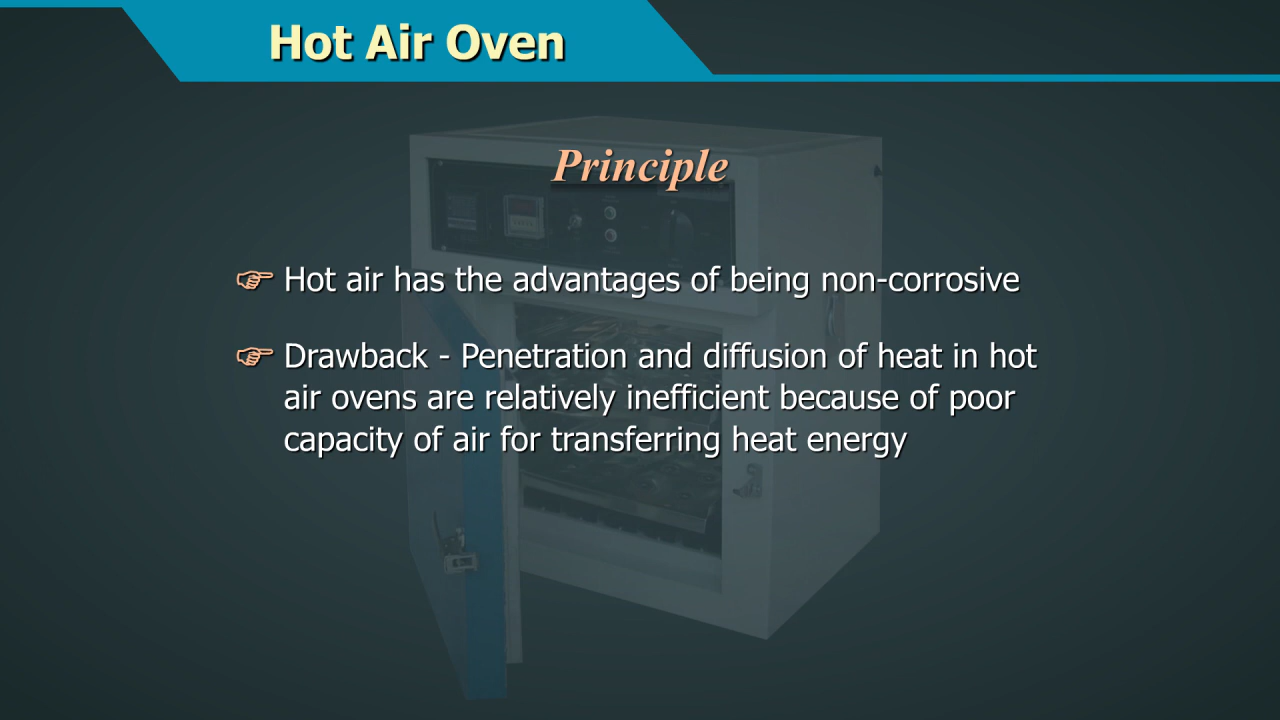 Hot Air Oven
Principle
Hot air has the advantages of being non-corrosive
Drawback - Penetration and diffusion of heat in hot
air ovens are relatively inefficient because of poor
capacity of air for transferring heat energy